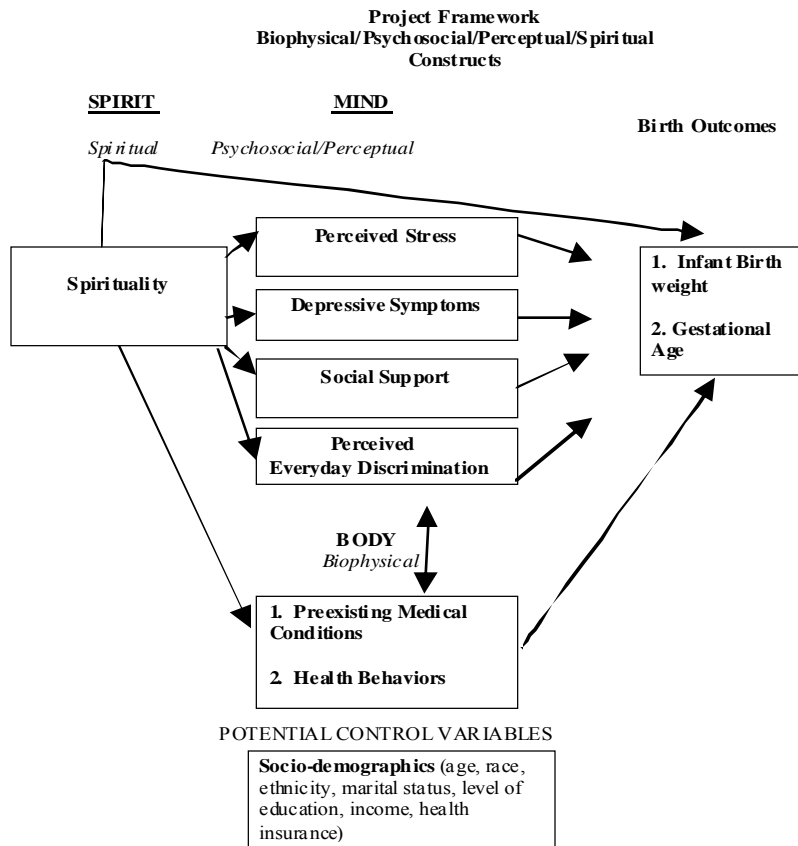 Project Framework
Biophysical/Psychosocial/Perceptual/Spiritual
Constructs
SPIRIT
MIND
Birth Outcomes
Spiritual
Psychosocial/Perceptual
Spirituality
Perceived Stress
Depressive Symptoms
Social Support
Perceived
Everyday Discrimination
1. Infant Birth
weight
2. Gestational
Age
BODY
Biophysical
1. Preexisting Medical
Conditions
2. Health Behaviors
POTENTIAL CONTROL VARIABLES
Socio-demographics (age, race,
ethnicity, marital status, level of
education, income, health
insurance)